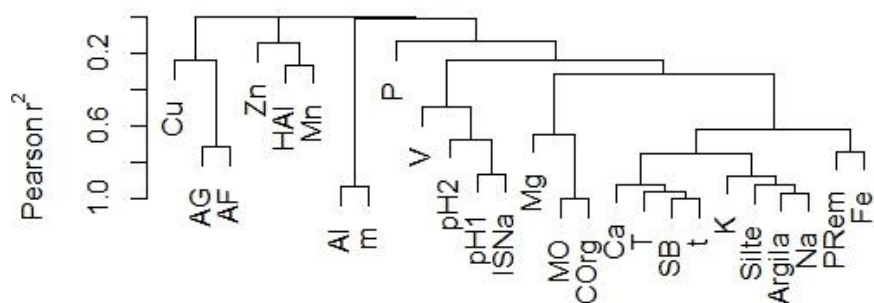 Pearson r²
0.2
0.6
1.0
Cu
AG
AF
Zn
HAl
Mn
Al
m
P
V
pH2
pH1
ISNa
Mg
MO
COrg
Ca
T
SB
t
K
Silte
Argila
Na
PRem
Fe